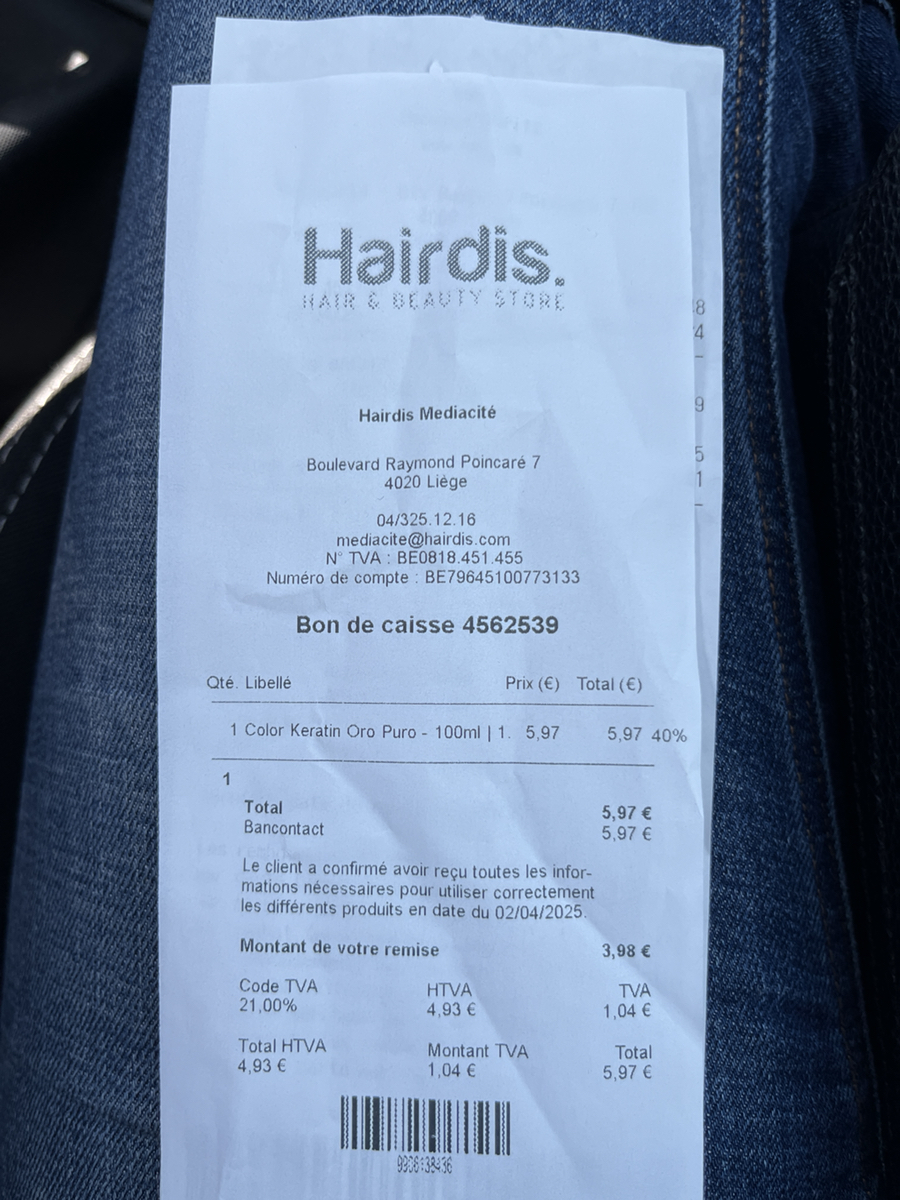 Hairdis.
HAIR & BEAUTY STORE
Hairdis Mediacité
Boulevard Raymond Poincaré 7
4020 Liège
04/325.12.16
mediacite@hairdis.com
N° TVA : BE0818.451.455
Numéro de compte : BE79645100773133
Bon de caisse 4562539
Qté. Libellé Prix (€) Total (€)
1 Color Keratin Oro Puro - 100ml | 1. 5,97 5,97 40%
1
Total 5,97 €
Bancontact 5,97 €
Le client a confirmé avoir reçu toutes les infor-
mations nécessaires pour utiliser correctement
les différents produits en date du 02/04/2025.
Montant de votre remise 3,98 €
Code TVA HTVA TVA
21,00% 4,93 € 1,04 €
Total HTVA Montant TVA Total
4,93 € 1,04 € 5,97 €
8
4
9
5
1